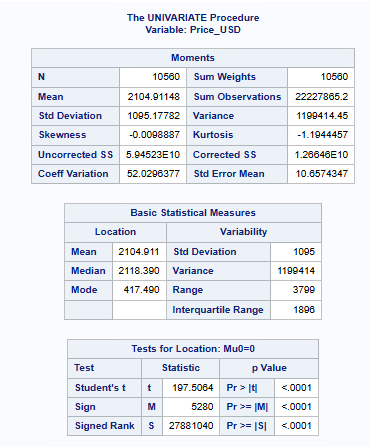 The UNIVARIATE Procedure
Variable: Price_USD
Moments
N 10560 Sum Weights 10560
Mean 2104.91148 Sum Observations 22227865.2
Std Deviation 1095.17782 Variance 1199414.45
Skewness -0.0098887 Kurtosis -1.1944457
Uncorrected SS 5.94523E10 Corrected SS 1.26646E10
Coeff Variation 52.0296377 Std Error Mean 10.6574347
Basic Statistical Measures
Location Variability
Mean 2104.911 Std Deviation 1095
Median 2118.390 Variance 1199414
Mode 417.490 Range 3799
Interquartile Range 1896
Tests for Location: Mu0=0
Test Statistic p Value
Student's t t 197.5064 Pr > |t| <.0001
Sign M 5280 Pr >= |M| <.0001
Signed Rank S 27881040 Pr >= |S| <.0001